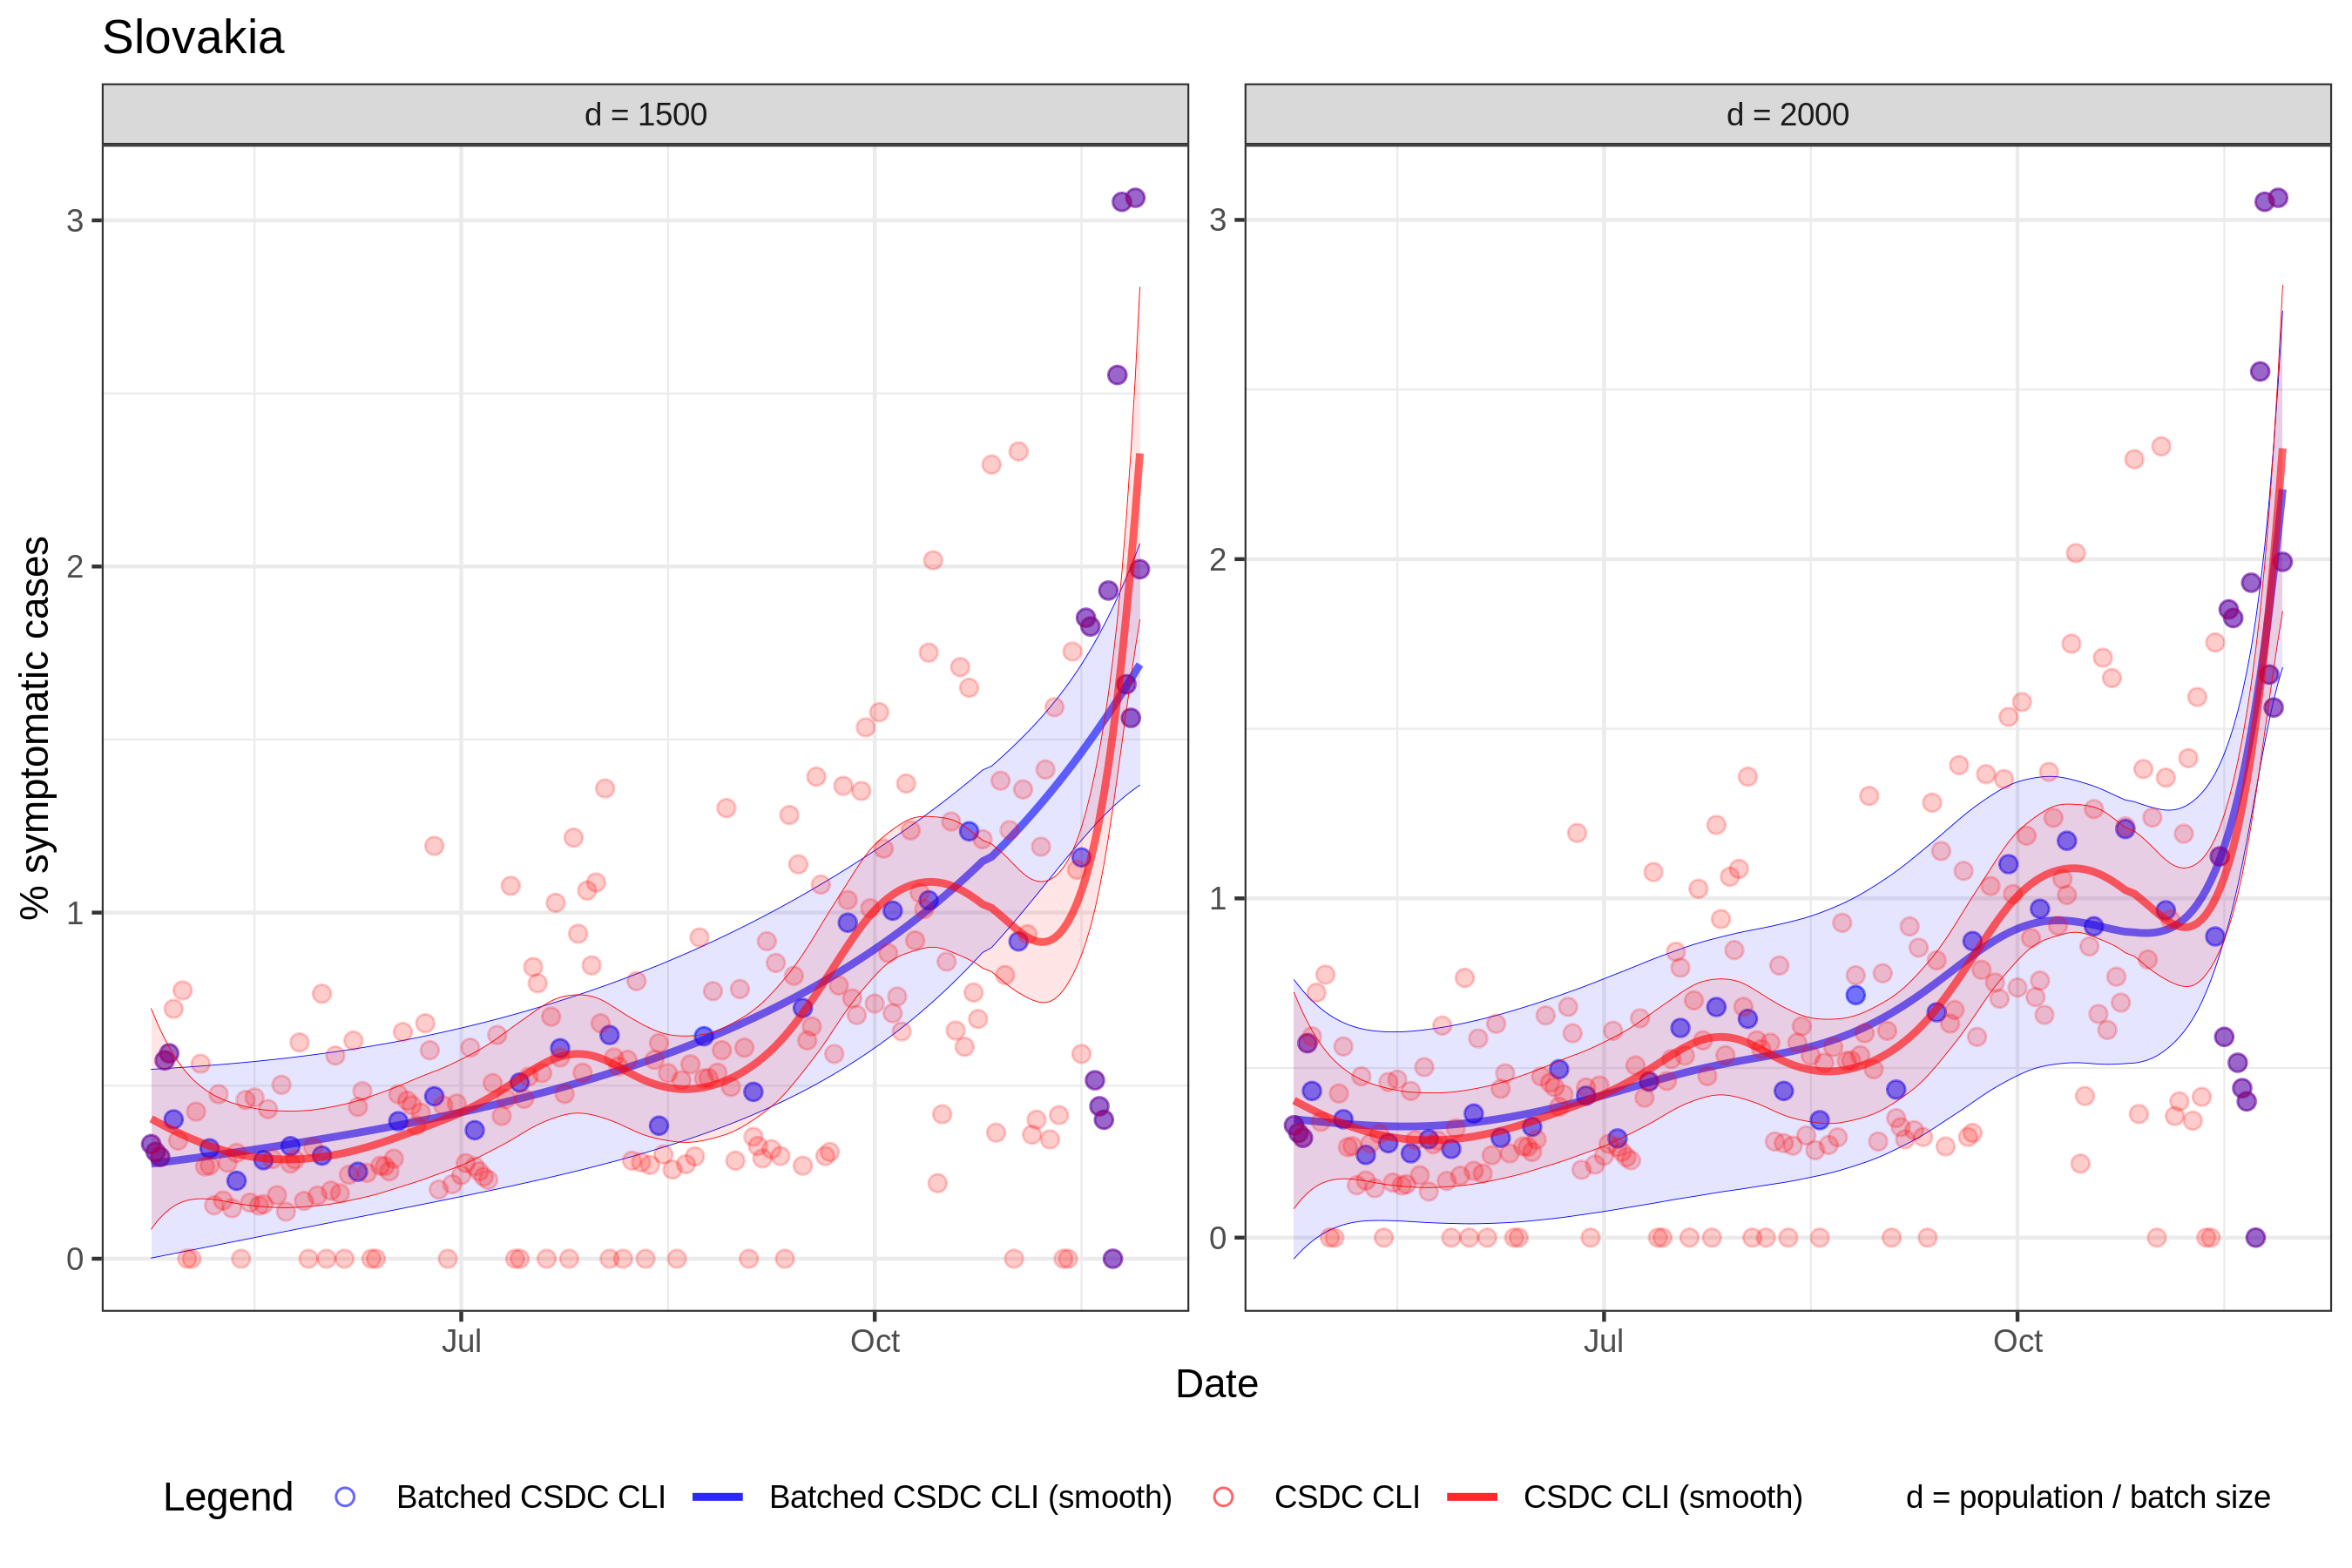 Slovakia
d = 1500
d = 2000
% symptomatic cases
3
2
1
0
3
2
1
0
Jul
Oct
Jul
Oct
Date
Legend
Batched CSDC CLI
Batched CSDC CLI (smooth)
CSDC CLI
CSDC CLI (smooth)
d = population / batch size